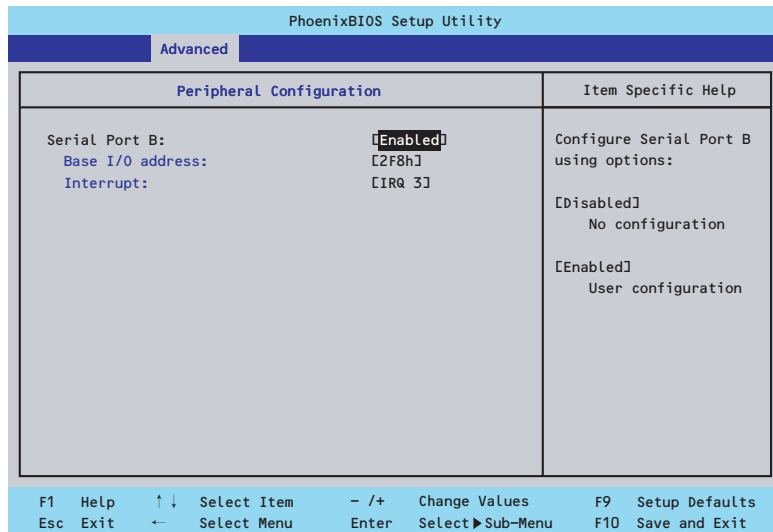 PhoenixBIOS Setup Utility
Advanced
Peripheral Configuration
Item Specific Help
Serial Port B: [Enabled]
Base I/O address: [2F8h]
Interrupt: [IRQ 3]
Configure Serial Port B
using options:
[Disabled]
No configuration
[Enabled]
User configuration
F1 Help ↑↓ Select Item - /+ Change Values F9 Setup Defaults
Esc Exit ← Select Menu Enter Select ▶ Sub-Menu F10 Save and Exit